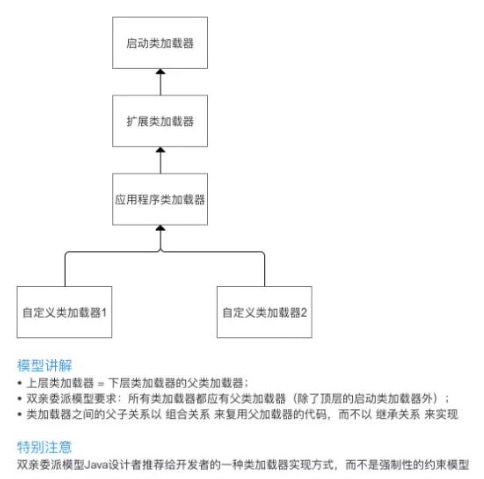 启动类加载器
扩展类加载器
应用程序类加载器
自定义类加载器1
自定义类加载器2
模型讲解
• 上层类加载器 = 下层类加载器的父类加载器；
• 双亲委派模型要求：所有类加载器都应有父类加载器（除了顶层的启动类加载器外）；
• 类加载器之间的父子关系以 组合关系 来复用父加载器的代码，而不以 继承关系 来实现
特别注意
双亲委派模型Java设计者推荐给开发者的一种类加载器实现方式，而不是强制性的约束模型